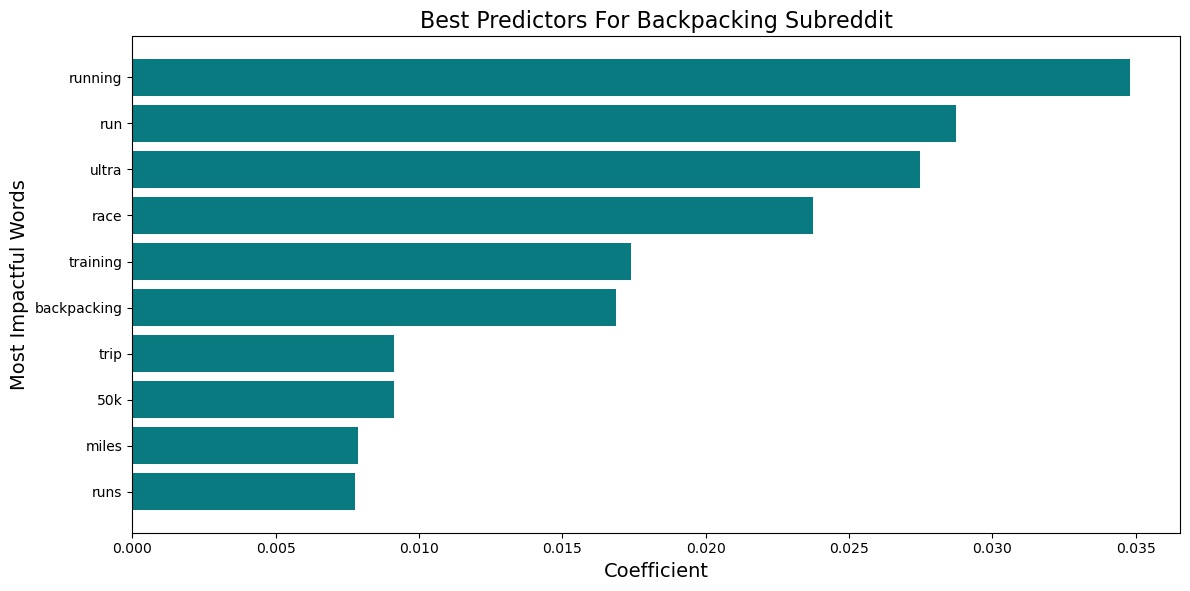 Best Predictors For Backpacking Subreddit
Most Impactful Words
running
run
ultra
race
training
backpacking
trip
50k
miles
runs
0.000 0.005 0.010 0.015 0.020 0.025 0.030 0.035
Coefficient